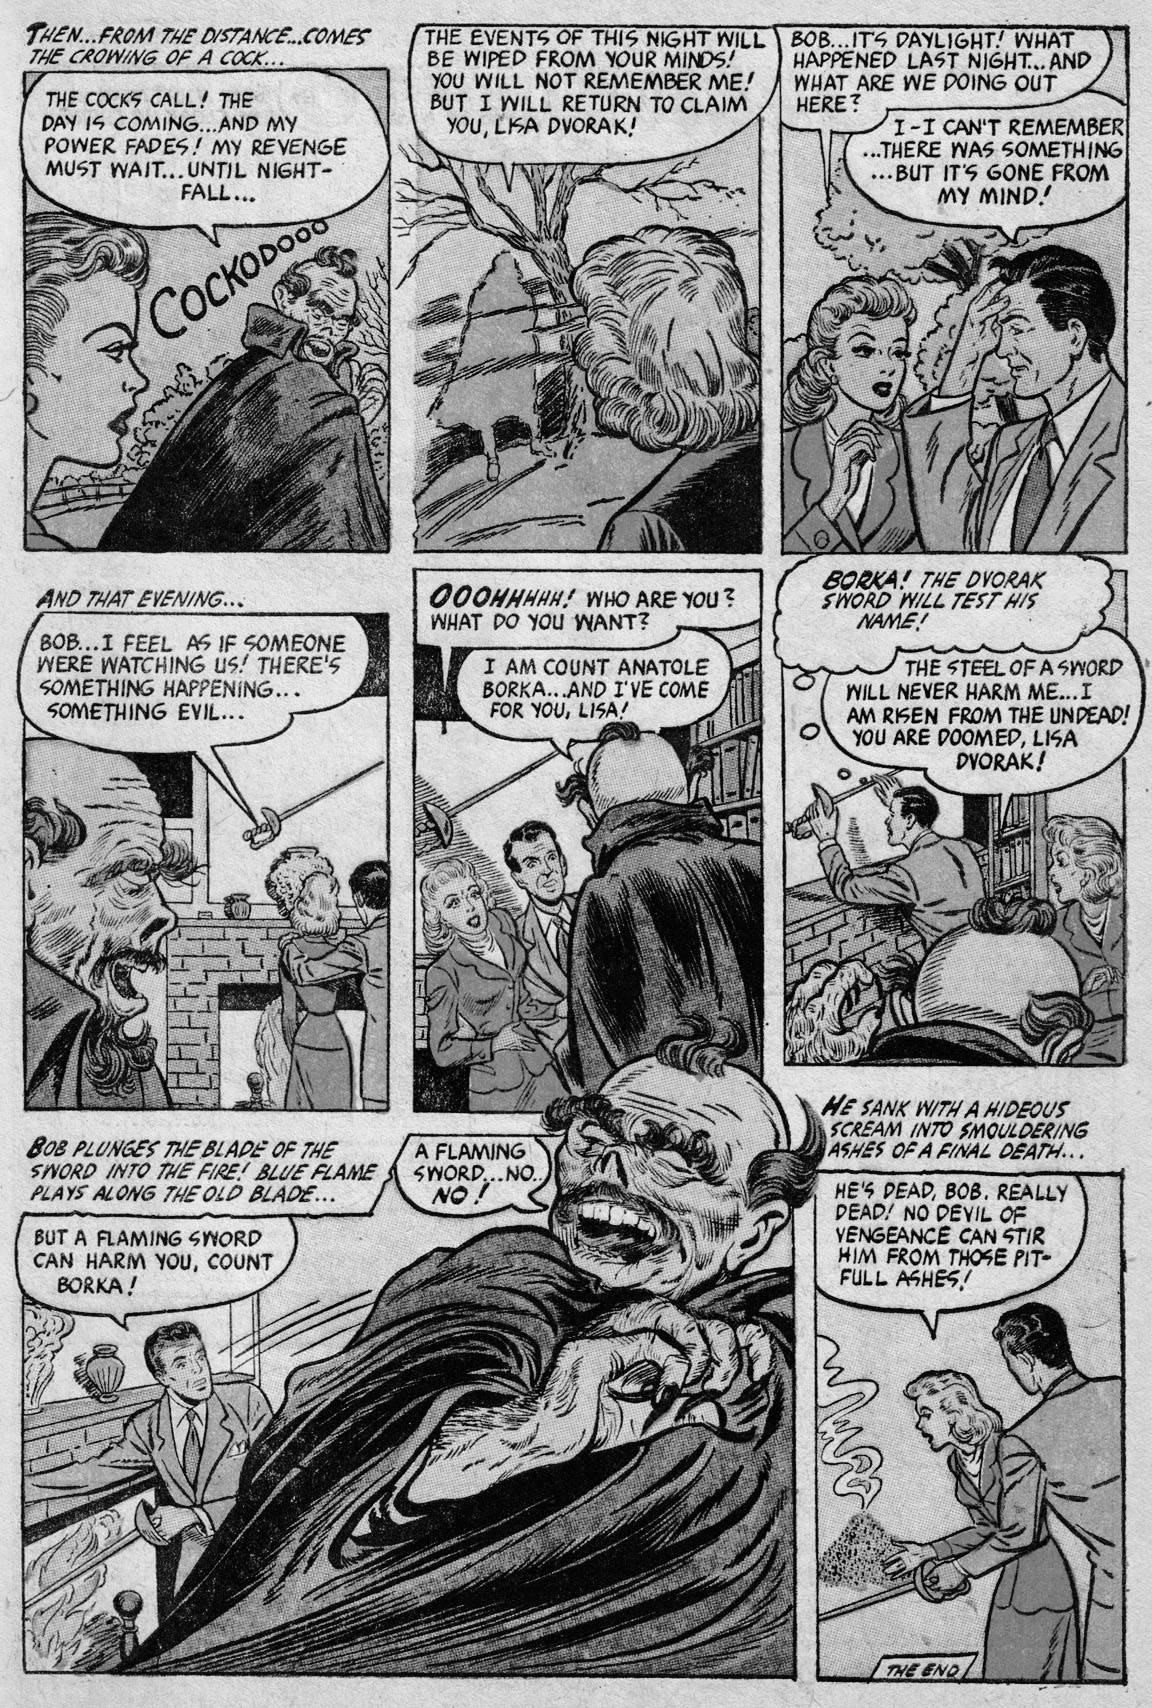 THEN...FROM THE DISTANCE...COMES
THE CROWING OF A COCK...
THE COCK'S CALL! THE
DAY IS COMING...AND MY
POWER FADES! MY REVENGE
MUST WAIT...UNTIL NIGHT-
FALL...
COCKODOOO
THE EVENTS OF THIS NIGHT WILL
BE WIPED FROM YOUR MINDS!
YOU WILL NOT REMEMBER ME!
BUT I WILL RETURN TO CLAIM
YOU, LISA DVORAK!
BOB...IT'S DAYLIGHT! WHAT
HAPPENED LAST NIGHT...AND
WHAT ARE WE DOING OUT
HERE?
I-I CAN'T REMEMBER
...THERE WAS SOMETHING
...BUT IT'S GONE FROM
MY MIND!
AND THAT EVENING...
BOB...I FEEL AS IF SOMEONE
WERE WATCHING US! THERE'S
SOMETHING HAPPENING...
SOMETHING EVIL...
OOOHHHHH! WHO ARE YOU?
WHAT DO YOU WANT?
I AM COUNT ANATOLE
BORKA...AND I'VE COME
FOR YOU, LISA!
BORKA! THE DVORAK
SWORD WILL TEST HIS
NAME!
THE STEEL OF A SWORD
WILL NEVER HARM ME...I
AM RISEN FROM THE UNDEAD!
YOU ARE DOOMED, LISA
DVORAK!
BOB PLUNGES THE BLADE OF THE
SWORD INTO THE FIRE! BLUE FLAME
PLAYS ALONG THE OLD BLADE...
BUT A FLAMING SWORD
CAN HARM YOU, COUNT
BORKA!
A FLAMING
SWORD...NO..
NO!
HE SANK WITH A HIDEOUS
SCREAM INTO SMOULDERING
ASHES OF A FINAL DEATH...
HE'S DEAD, BOB. REALLY
DEAD! NO DEVIL OF
VENGEANCE CAN STIR
HIM FROM THOSE PIT-
FULL ASHES!
THE END